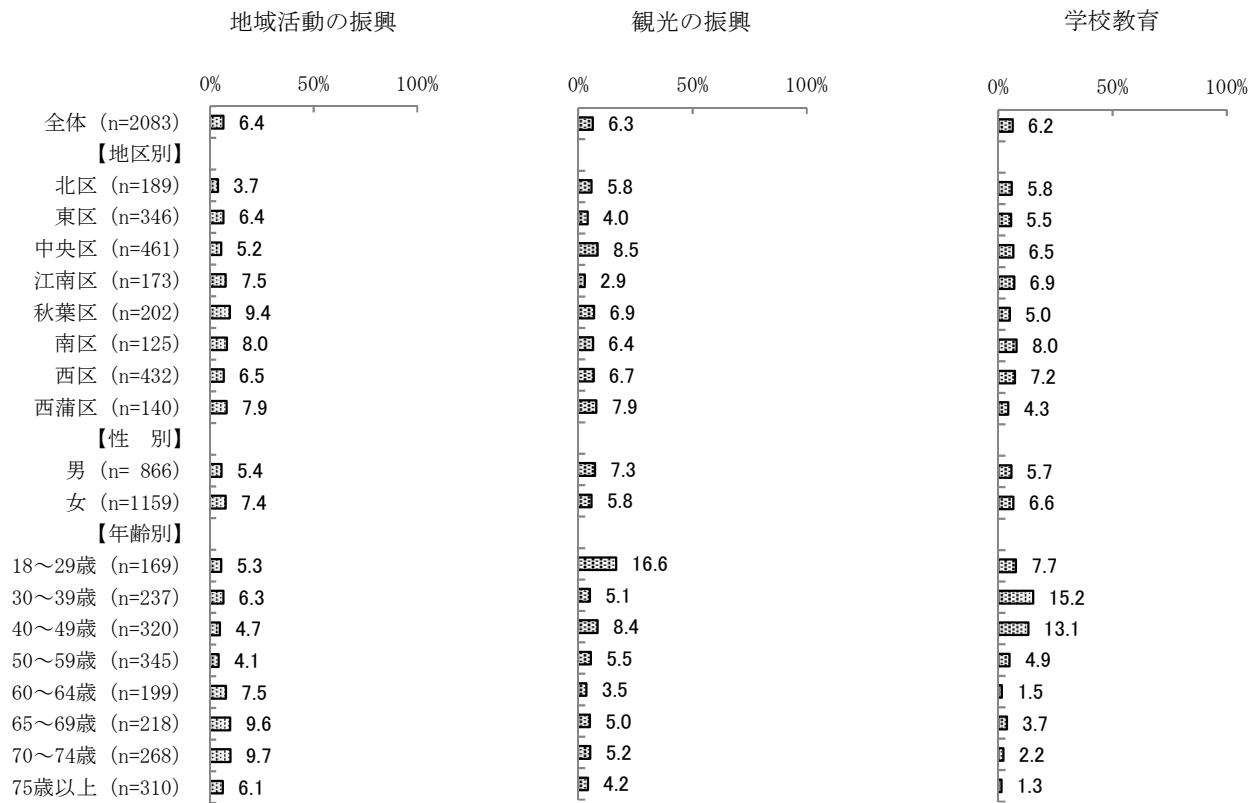 地域活動の振興 観光の振興 学校教育
0% 50% 100% 0% 50% 100% 0% 50% 100%
全体 (n=2083) 6.4 6.3 6.2
【地区別】
北区 (n=189) 3.7 5.8 5.8
東区 (n=346) 6.4 4.0 5.5
中央区 (n=461) 5.2 8.5 6.5
江南区 (n=173) 7.5 2.9 6.9
秋葉区 (n=202) 9.4 6.9 5.0
南区 (n=125) 8.0 6.4 8.0
西区 (n=432) 6.5 6.7 7.2
西蒲区 (n=140) 7.9 7.9 4.3
【性　別】
男 (n= 866) 5.4 7.3 5.7
女 (n=1159) 7.4 5.8 6.6
【年齢別】
18～29歳 (n=169) 5.3 16.6 7.7
30～39歳 (n=237) 6.3 5.1 15.2
40～49歳 (n=320) 4.7 8.4 13.1
50～59歳 (n=345) 4.1 5.5 4.9
60～64歳 (n=199) 7.5 3.5 1.5
65～69歳 (n=218) 9.6 5.0 3.7
70～74歳 (n=268) 9.7 5.2 2.2
75歳以上 (n=310) 6.1 4.2 1.3